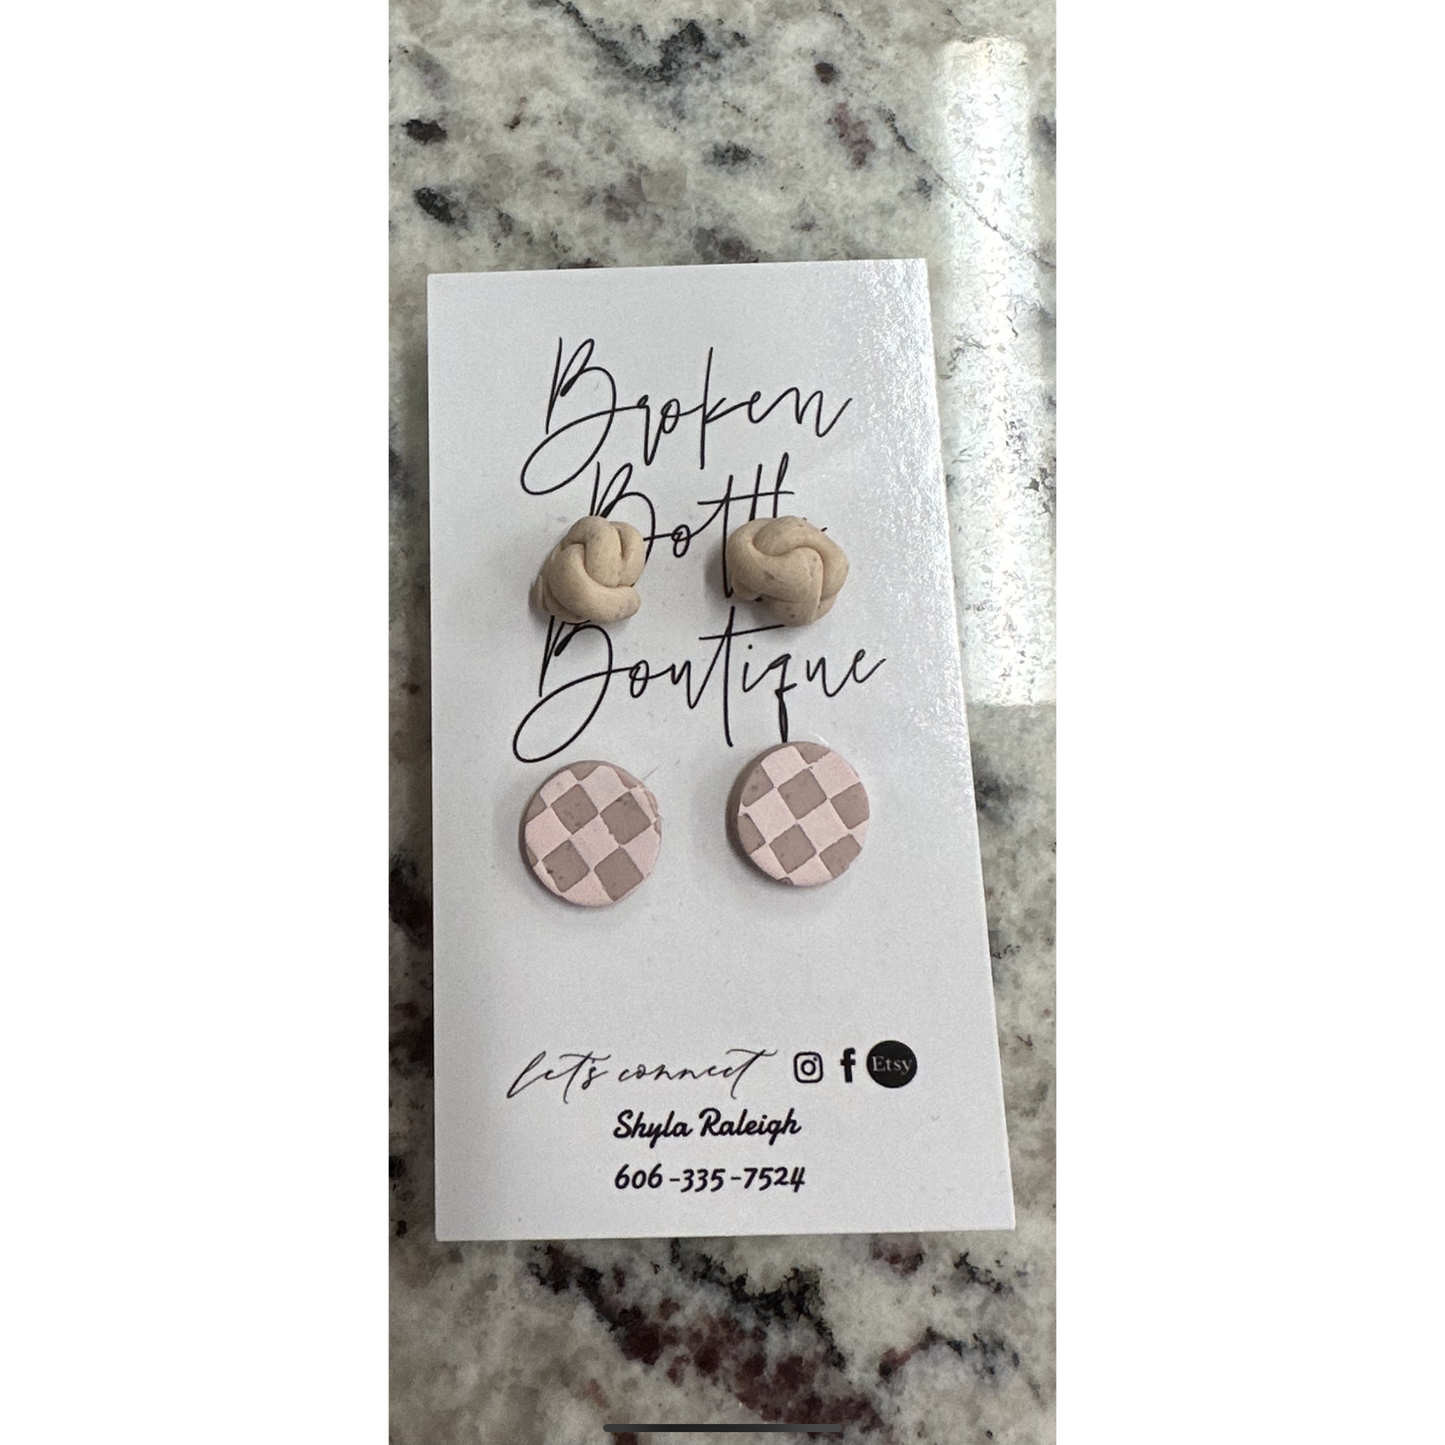 Broken
Bottle
Boutique
let's connect Etsy
Shyla Raleigh
606-335-7524